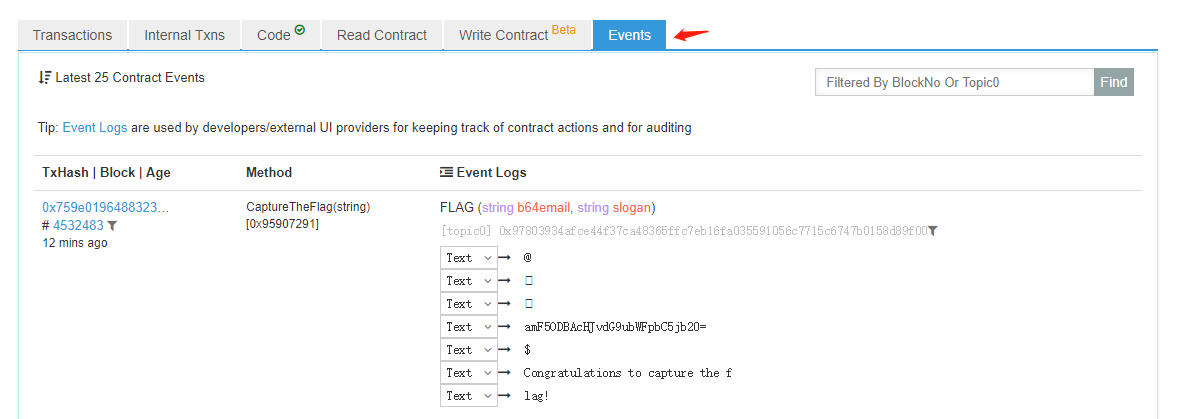 Transactions Internal Txns Code Read Contract Write Contract Beta Events
Latest 25 Contract Events
Filtered By BlockNo Or Topic0 Find
Tip: Event Logs are used by developers/external UI providers for keeping track of contract actions and for auditing
TxHash | Block | Age Method Event Logs
0x759e0196488323... CaptureTheFlag(string) FLAG (string b64email, string slogan)
# 4532483 [0x95907291] [topic0] 0x97803934afce44f37ca48365ffc7eb16fa035591056c7715c6747b0158d89f00
12 mins ago
Text → @
Text → □
Text → □
Text → amF5ODBAcHJvdG9ubWFpbC5jb20=
Text → $
Text → Congratulations to capture the f
Text → lag!